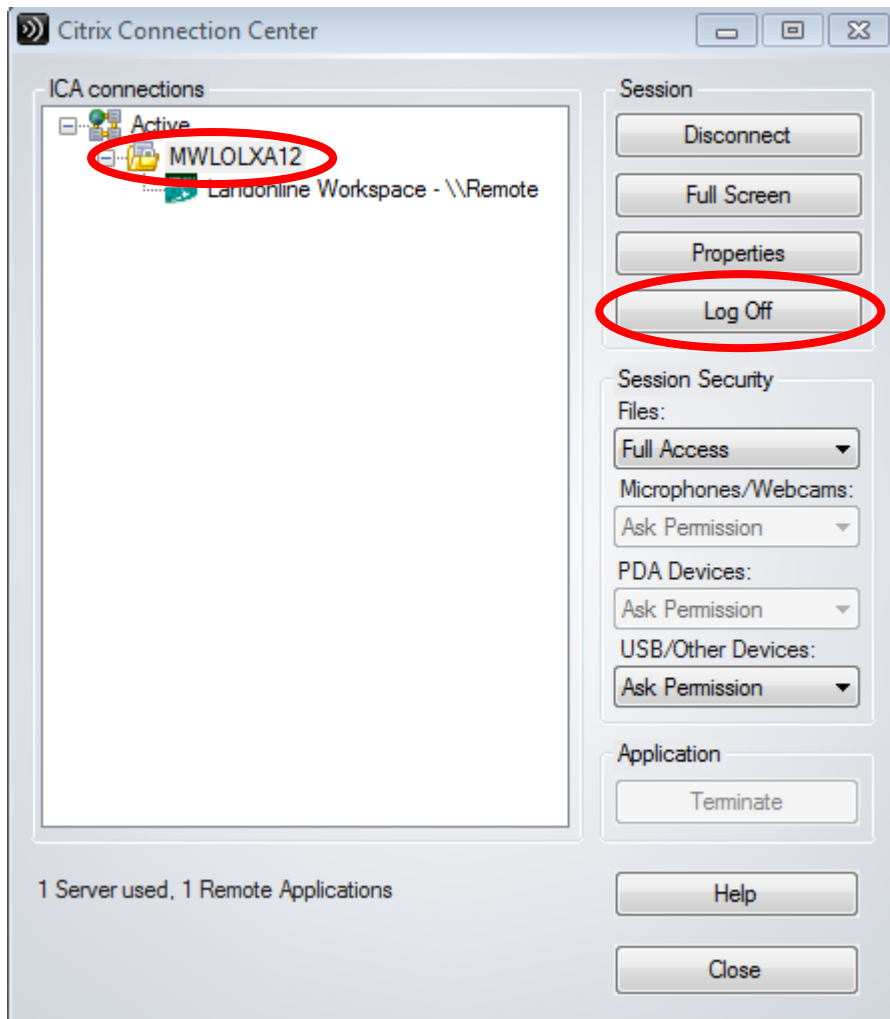 Citrix Connection Center
ICA connections
Active
MWLOLXA12
Landonline Workspace - \\Remote
Session
Disconnect
Full Screen
Properties
Log Off
Session Security
Files:
Full Access
Microphones/Webcams:
Ask Permission
PDA Devices:
Ask Permission
USB/Other Devices:
Ask Permission
Application
Terminate
1 Server used, 1 Remote Applications
Help
Close